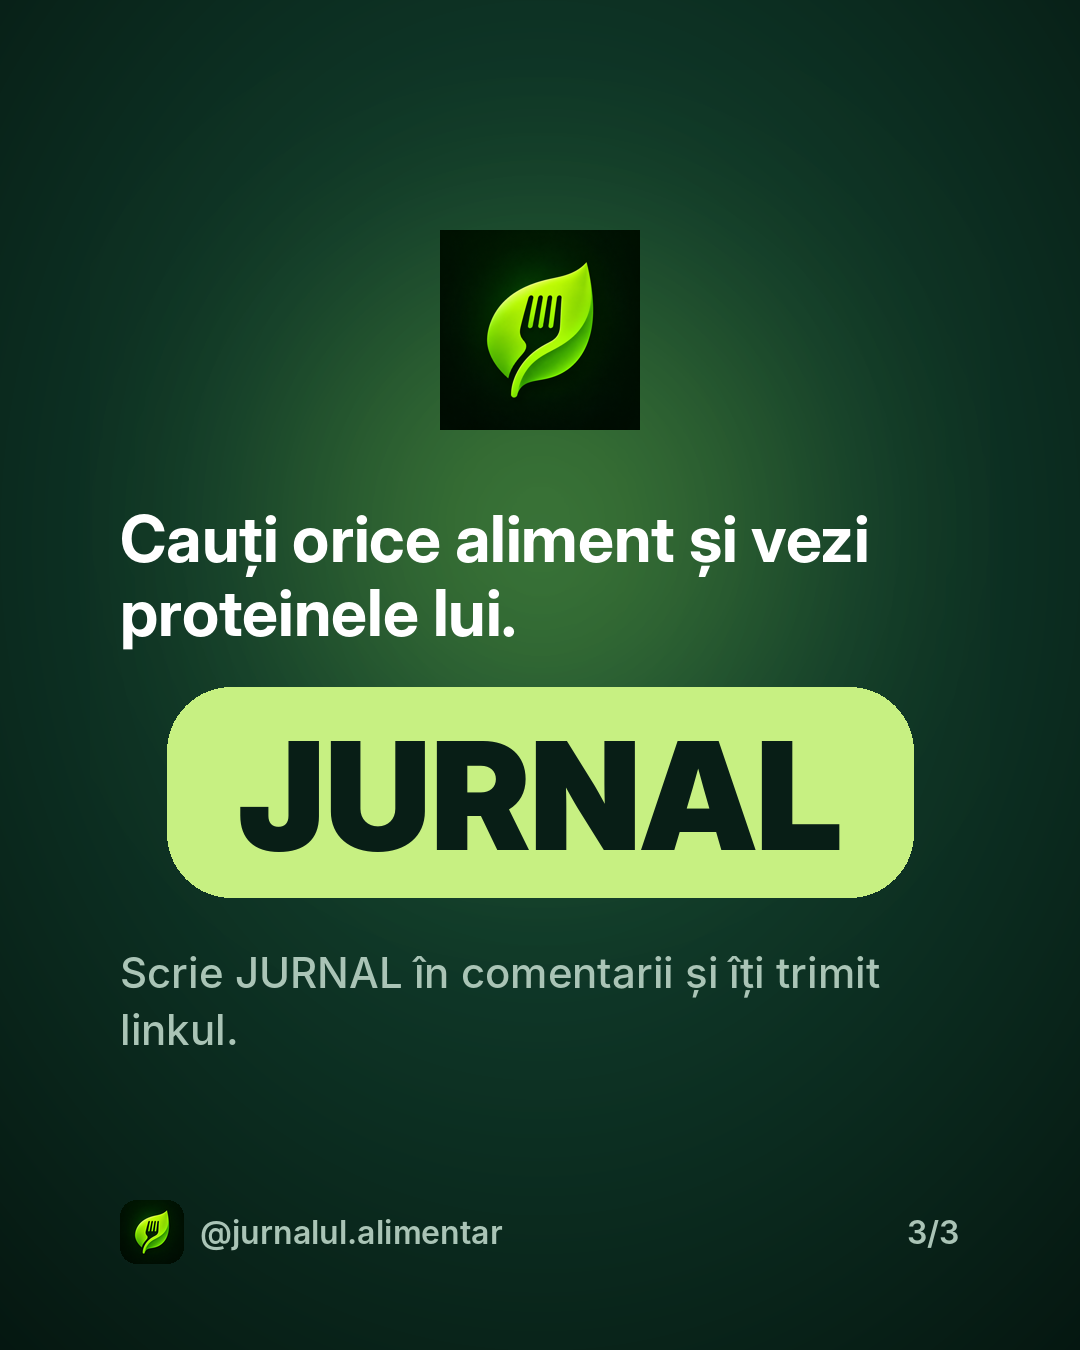 Cauți orice aliment și vezi
proteinele lui.
JURNAL
Scrie JURNAL în comentarii și îți trimit
linkul.
@jurnalul.alimentar
3/3